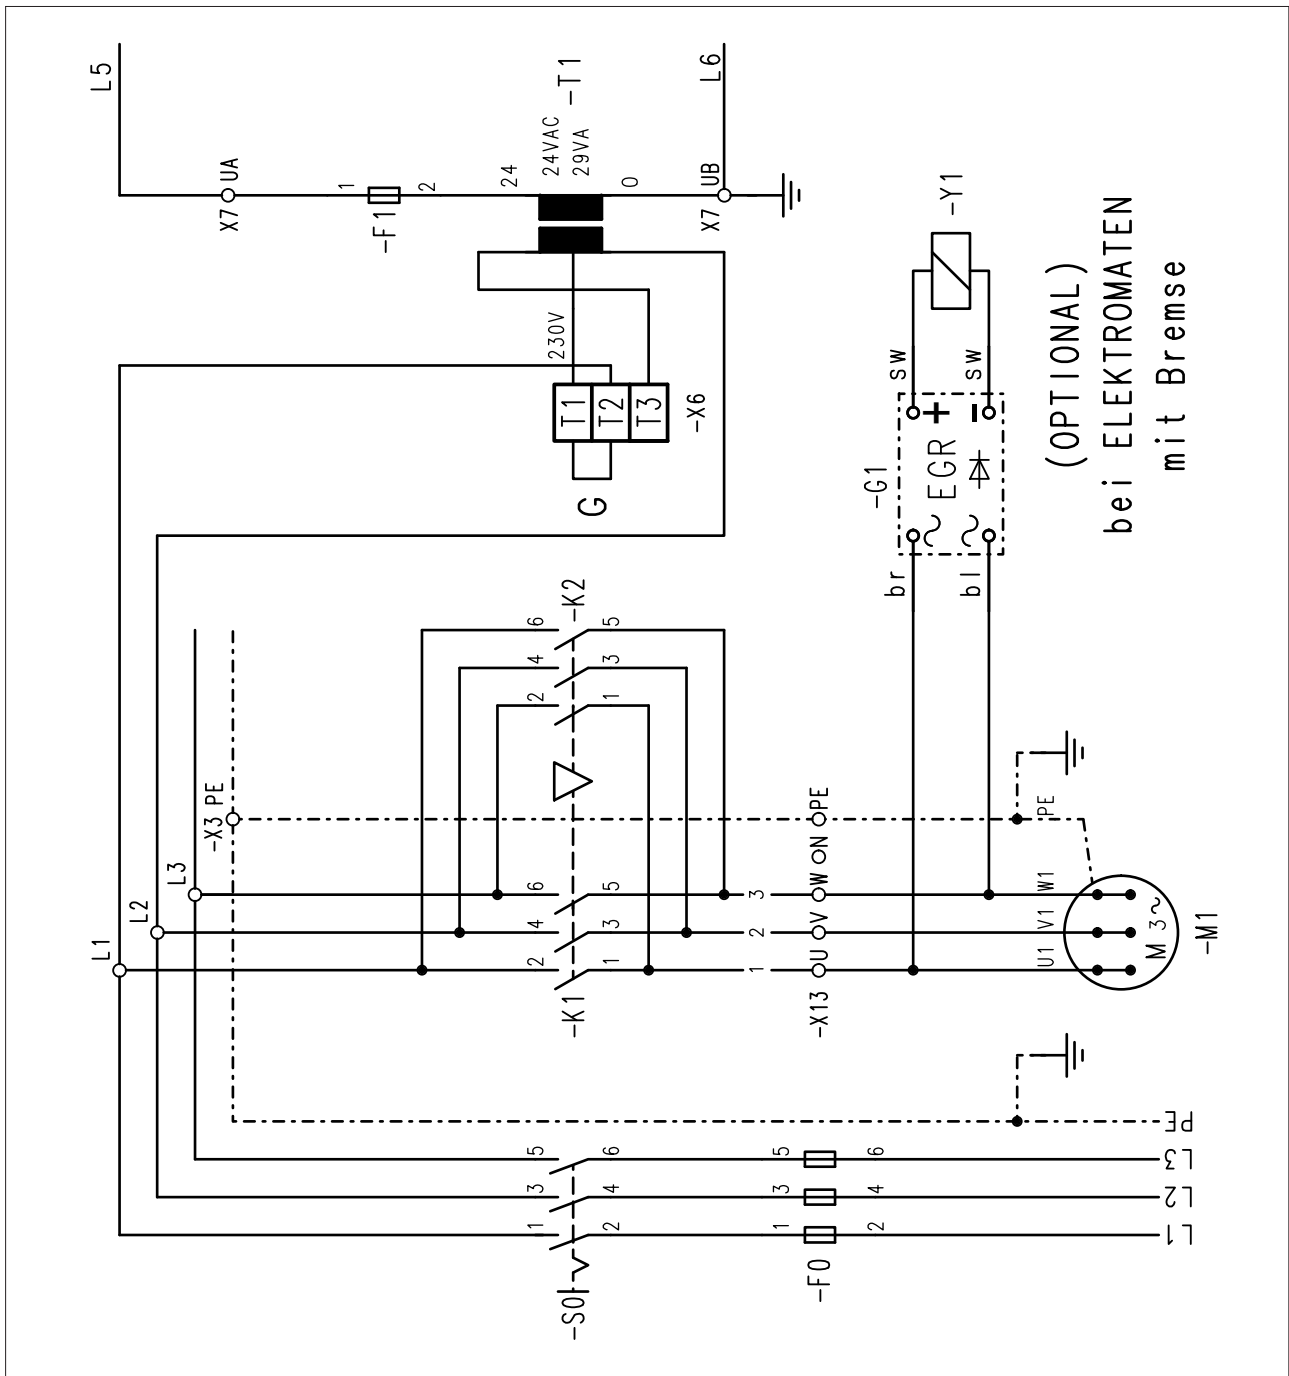 L1
L2
L3
PE
-F0
1
3
5
2
4
6
-S0
1
3
5
2
4
6
L1
L2
L3
-X3 PE
-K1
2
4
6
1
3
5
-K2
2
4
6
1
3
5
1
2
3
-X13
U
V
W
N
PE
U1
V1
W1
PE
M
3~
-M1
br
bl
-G1
~
~
EGR
+
-
sw
sw
-Y1
(OPTIONAL)
bei ELEKTROMATEN
mit Bremse
G
T1
T2
T3
-X6
230V
-T1
24VAC
29VA
24
0
-F1
1
2
X7
UA
X7
UB
L5
L6